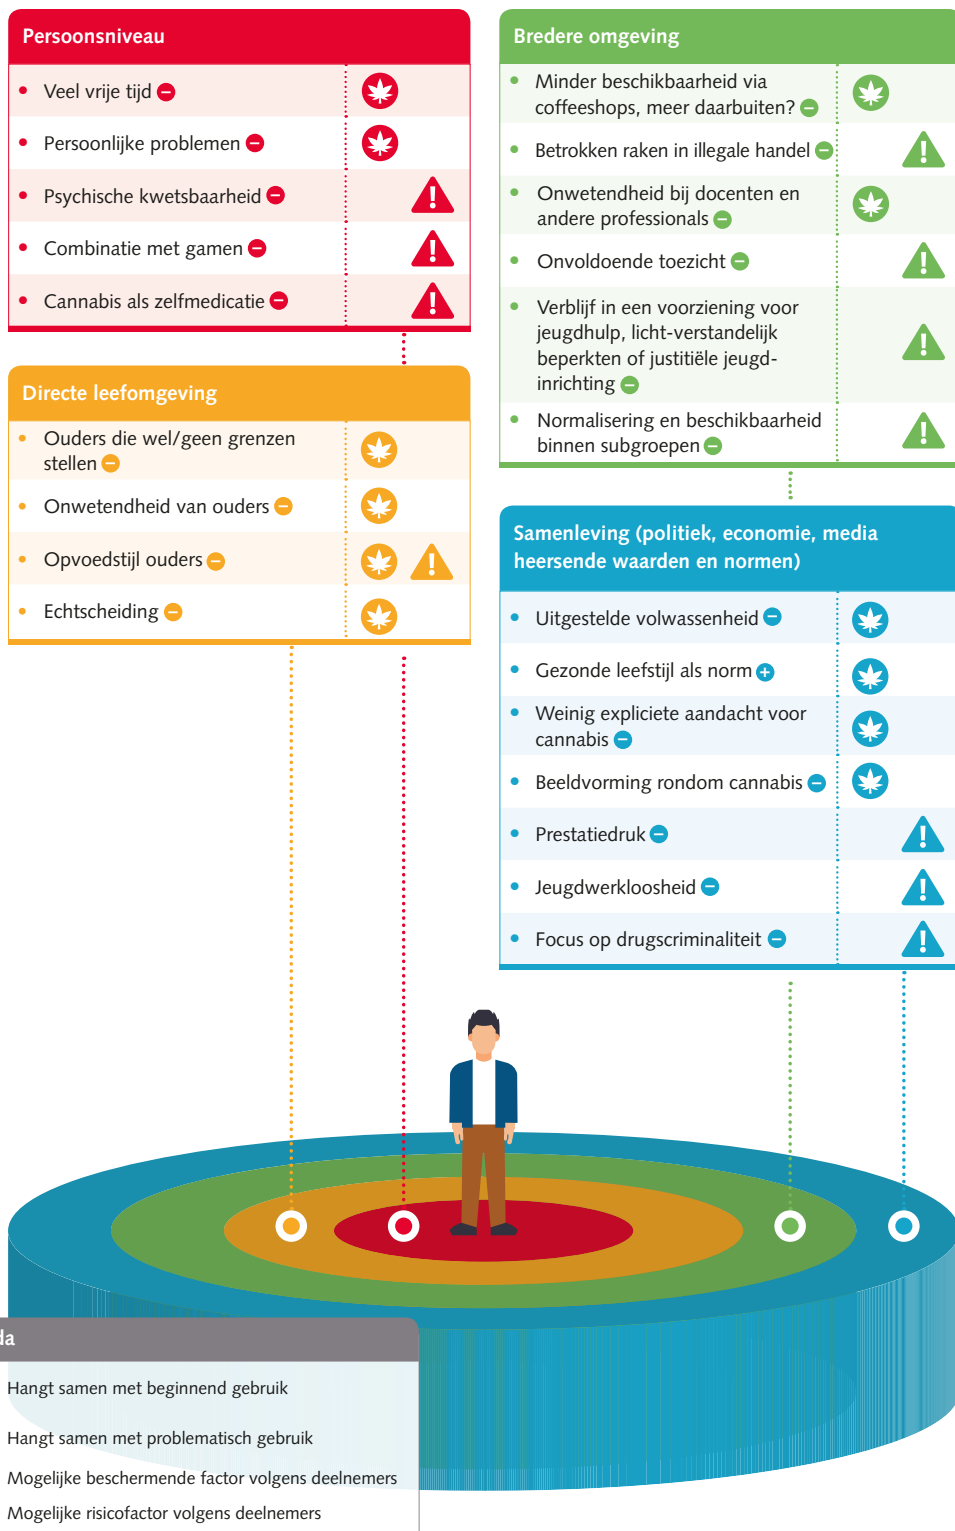 Persoonsniveau
Veel vrije tijd
Persoonlijke problemen
Psychische kwetsbaarheid
Combinatie met gamen
Cannabis als zelfmedicatie
Directe leefomgeving
Ouders die wel/geen grenzen
stellen
Onwetendheid van ouders
Opvoedstijl ouders
Echtscheiding
Bredere omgeving
Minder beschikbaarheid via
coffeeshops, meer daarbuiten?
Betrokken raken in illegale handel
Onwetendheid bij docenten en
andere professionals
Onvoldoende toezicht
Verblijf in een voorziening voor
jeugdhulp, licht-verstandelijk
beperkten of justitiële jeugd-
inrichting
Normalisering en beschikbaarheid
binnen subgroepen
Samenleving (politiek, economie, media
heersende waarden en normen)
Uitgestelde volwassenheid
Gezonde leefstijl als norm
Weinig expliciete aandacht voor
cannabis
Beeldvorming rondom cannabis
Prestatiedruk
Jeugdwerkloosheid
Focus op drugscriminaliteit
da
Hangt samen met beginnend gebruik
Hangt samen met problematisch gebruik
Mogelijke beschermende factor volgens deelnemers
Mogelijke risicofactor volgens deelnemers